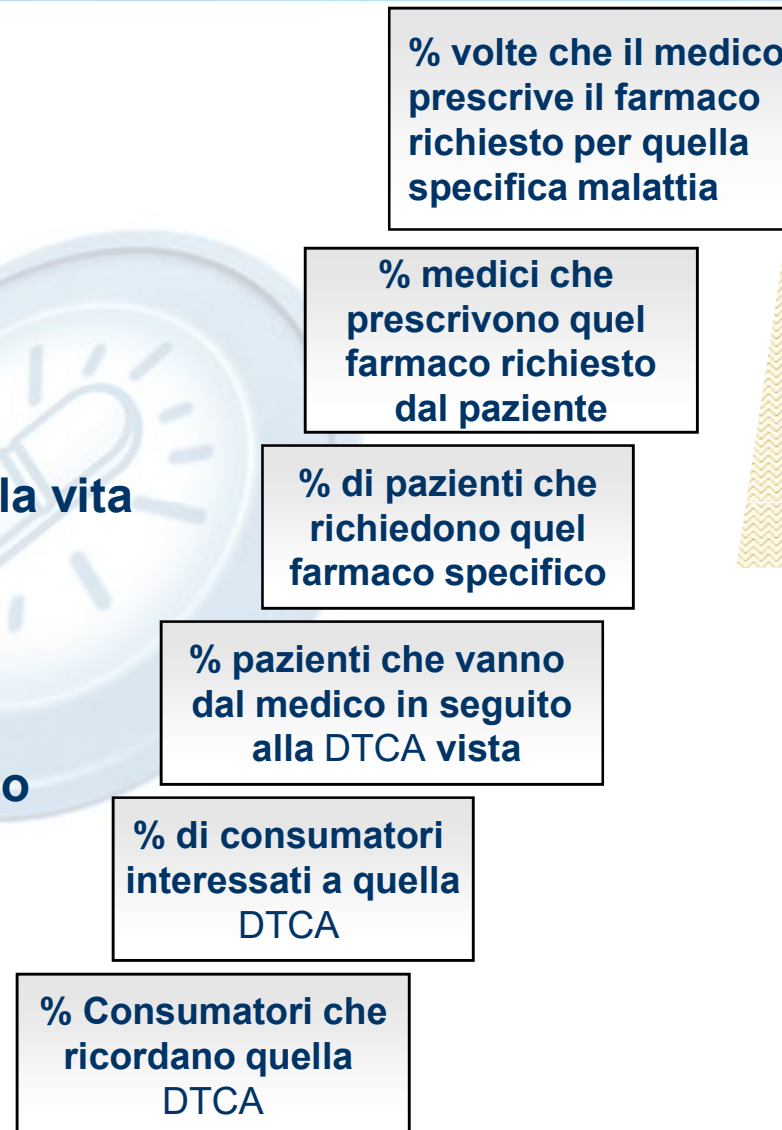 % volte che il medico
prescrive il farmaco
richiesto per quella
specifica malattia
% medici che
prescrivono quel
farmaco richiesto
dal paziente
la vita
% di pazienti che
richiedono quel
farmaco specifico
% pazienti che vanno
dal medico in seguito
alla DTCA vista
o
% di consumatori
interessati a quella
DTCA
% Consumatori che
ricordano quella
DTCA